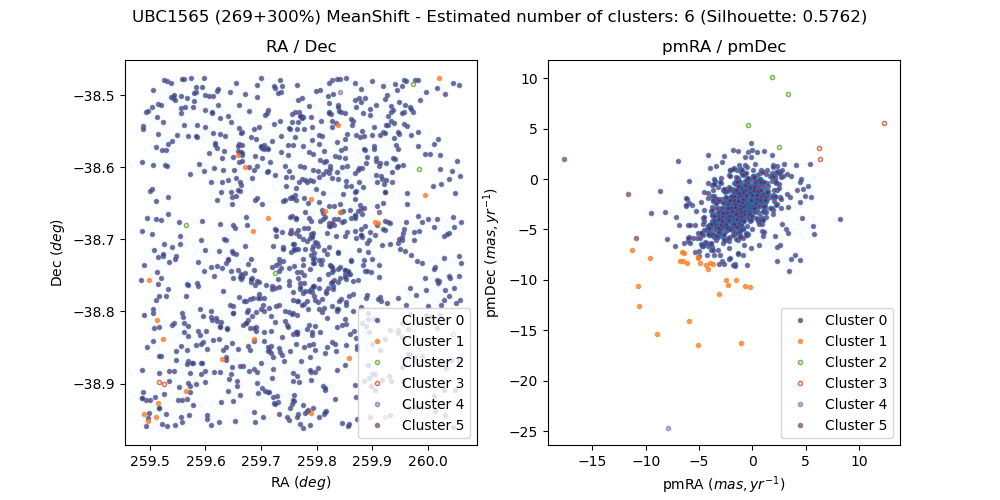 UBC1565 (269+300%) MeanShift - Estimated number of clusters: 6 (Silhouette: 0.5762)
RA / Dec
−38.5
−38.6
−38.7
−38.8
−38.9
Dec (deg)
259.5 259.6 259.7 259.8 259.9 260.0
RA (deg)
Cluster 0
Cluster 1
Cluster 2
Cluster 3
Cluster 4
Cluster 5
pmRA / pmDec
10
5
0
−5
−10
−15
−20
−25
pmDec (mas, yr⁻¹)
−15 −10 −5 0 5 10
pmRA (mas, yr⁻¹)
Cluster 0
Cluster 1
Cluster 2
Cluster 3
Cluster 4
Cluster 5